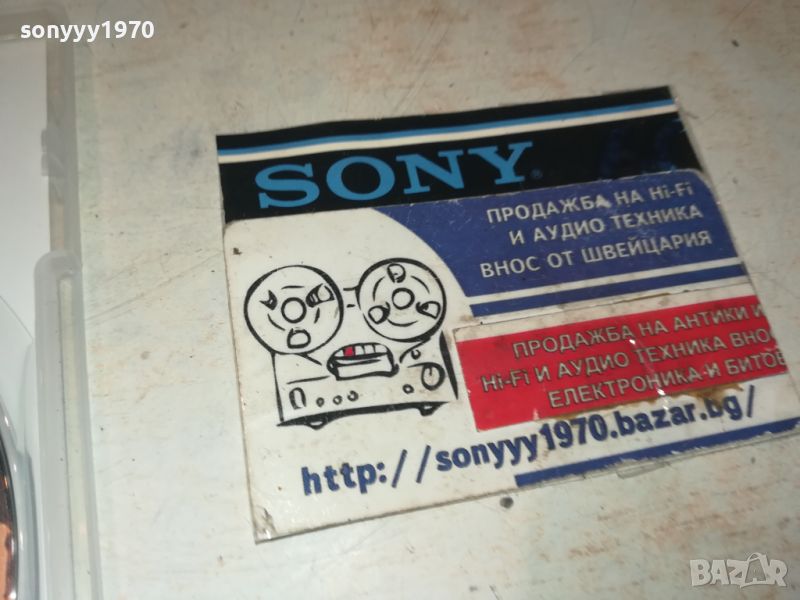 sonyyy1970
SONY
ПРОДАЖБА НА Hi-Fi
И АУДИО ТЕХНИКА
ВНОС ОТ ШВЕЙЦАРИЯ
ПРОДАЖБА НА АНТИКИ И
Hi-Fi И АУДИО ТЕХНИКА ВНО
ЕЛЕКТРОНИКА И БИТОВ
http://sonyyy1970.bazar.bg/
BAZAR